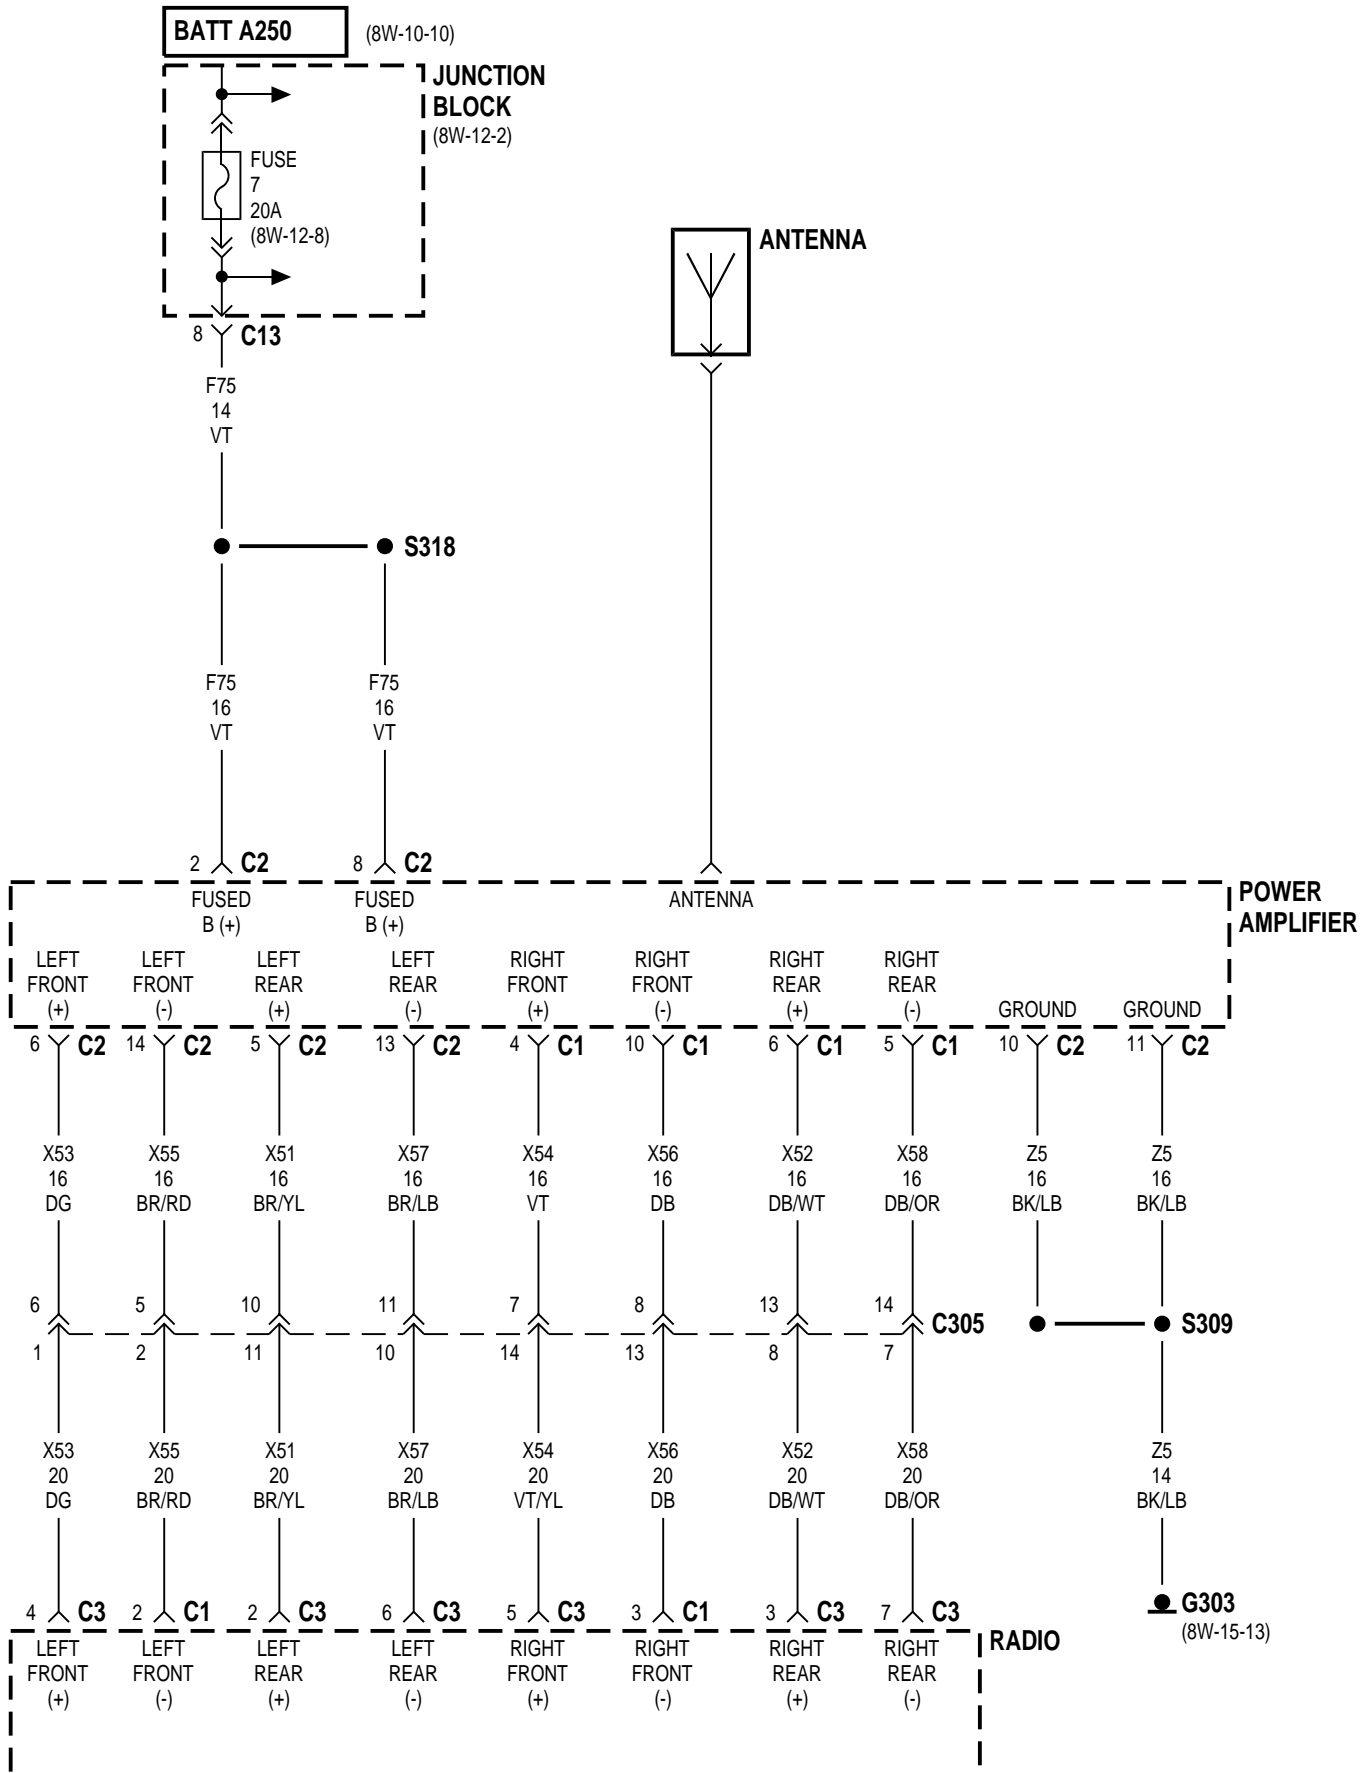 BATT A250 (8W-10-10)
JUNCTION
BLOCK
(8W-12-2)
FUSE
7
20A
(8W-12-8)
ANTENNA
8 C13
F75
14
VT
S318
F75 F75
16 16
VT VT
2 C2 8 C2
FUSED FUSED ANTENNA
B (+) B (+)
POWER
AMPLIFIER
LEFT LEFT LEFT LEFT RIGHT RIGHT RIGHT RIGHT
FRONT FRONT REAR REAR FRONT FRONT REAR REAR
(+) (-) (+) (-) (+) (-) (+) (-) GROUND GROUND
6 C2 14 C2 5 C2 13 C2 4 C1 10 C1 6 C1 5 C1 10 C2 11 C2
X53 X55 X51 X57 X54 X56 X52 X58 Z5 Z5
16 16 16 16 16 16 16 16 16 16
DG BR/RD BR/YL BR/LB VT DB DB/WT DB/OR BK/LB BK/LB
6 5 10 11 7 8 13 14
C305 S309
1 2 11 10 14 13 8 7
X53 X55 X51 X57 X54 X56 X52 X58 Z5
20 20 20 20 20 20 20 20 14
DG BR/RD BR/YL BR/LB VT/YL DB DB/WT DB/OR BK/LB
4 C3 2 C1 2 C3 6 C3 5 C3 3 C1 3 C3 7 C3 G303
(8W-15-13)
RADIO
LEFT LEFT LEFT LEFT RIGHT RIGHT RIGHT RIGHT
FRONT FRONT REAR REAR FRONT FRONT REAR REAR
(+) (-) (+) (-) (+) (-) (+) (-)